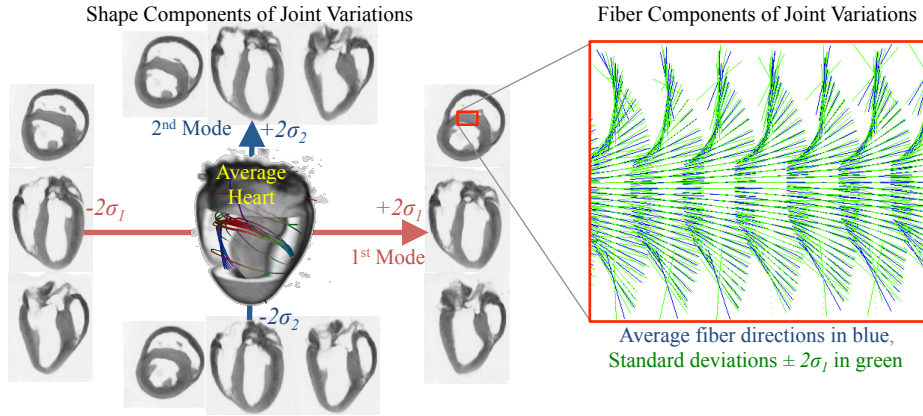 Shape Components of Joint Variations
Fiber Components of Joint Variations
2nd Mode
+2σ2
Average
Heart
-2σ1
+2σ1
1st Mode
-2σ2
Average fiber directions in blue,
Standard deviations ± 2σ1 in green